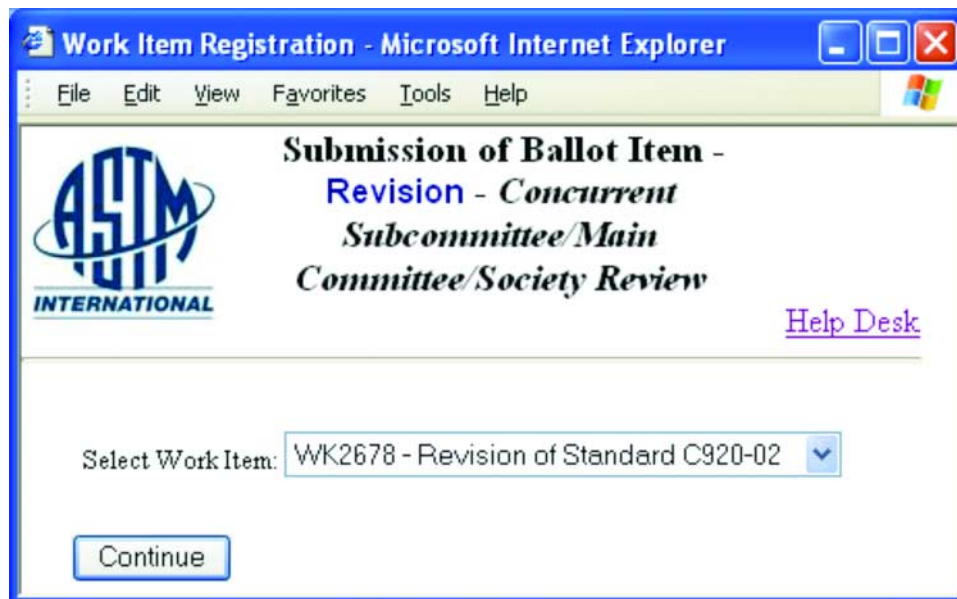 Work Item Registration - Microsoft Internet Explorer
File Edit View Favorites Tools Help
ASTM
INTERNATIONAL
Submission of Ballot Item -
Revision - Concurrent
Subcommittee/Main
Committee/Society Review
Help Desk
Select Work Item: WK2678 - Revision of Standard C920-02
Continue